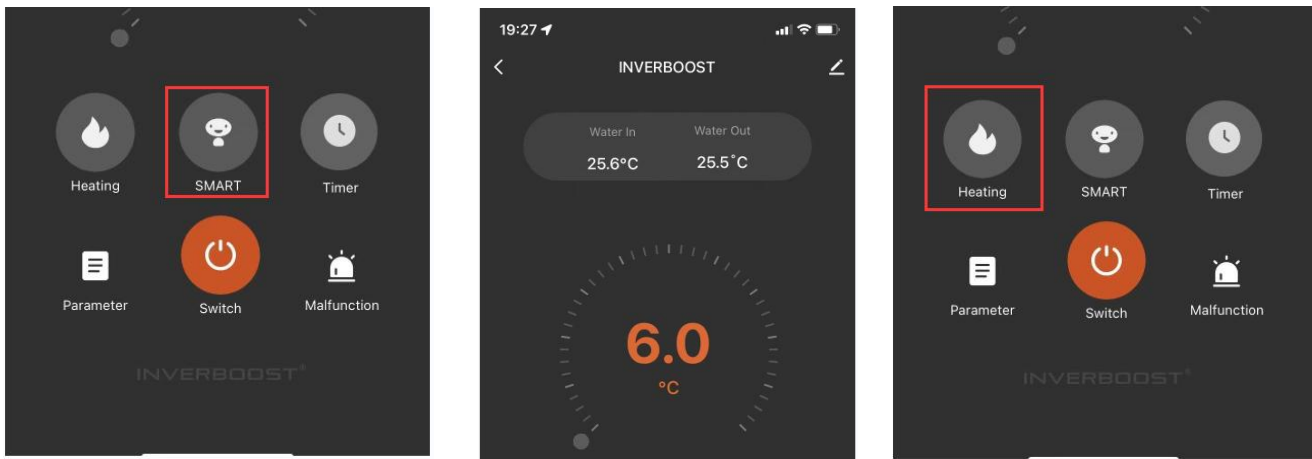 Heating SMART Timer
Parameter Switch Malfunction
INVERBOOST®
19:27
INVERBOOST
Water In Water Out
25.6°C 25.5°C
6.0
°C
Heating SMART Timer
Parameter Switch Malfunction
INVERBOOST®